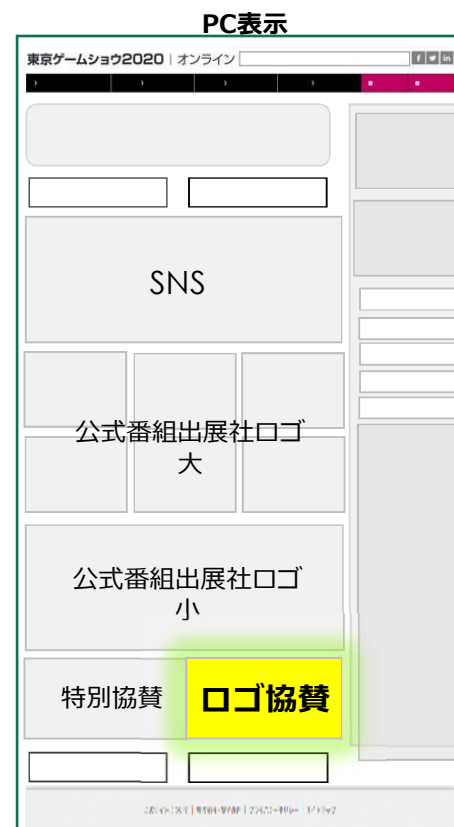 PC表示
東京ゲームショウ2020 | オンライン
f in
SNS
公式番組出展社ロゴ
大
公式番組出展社ロゴ
小
特別協賛 ロゴ協賛